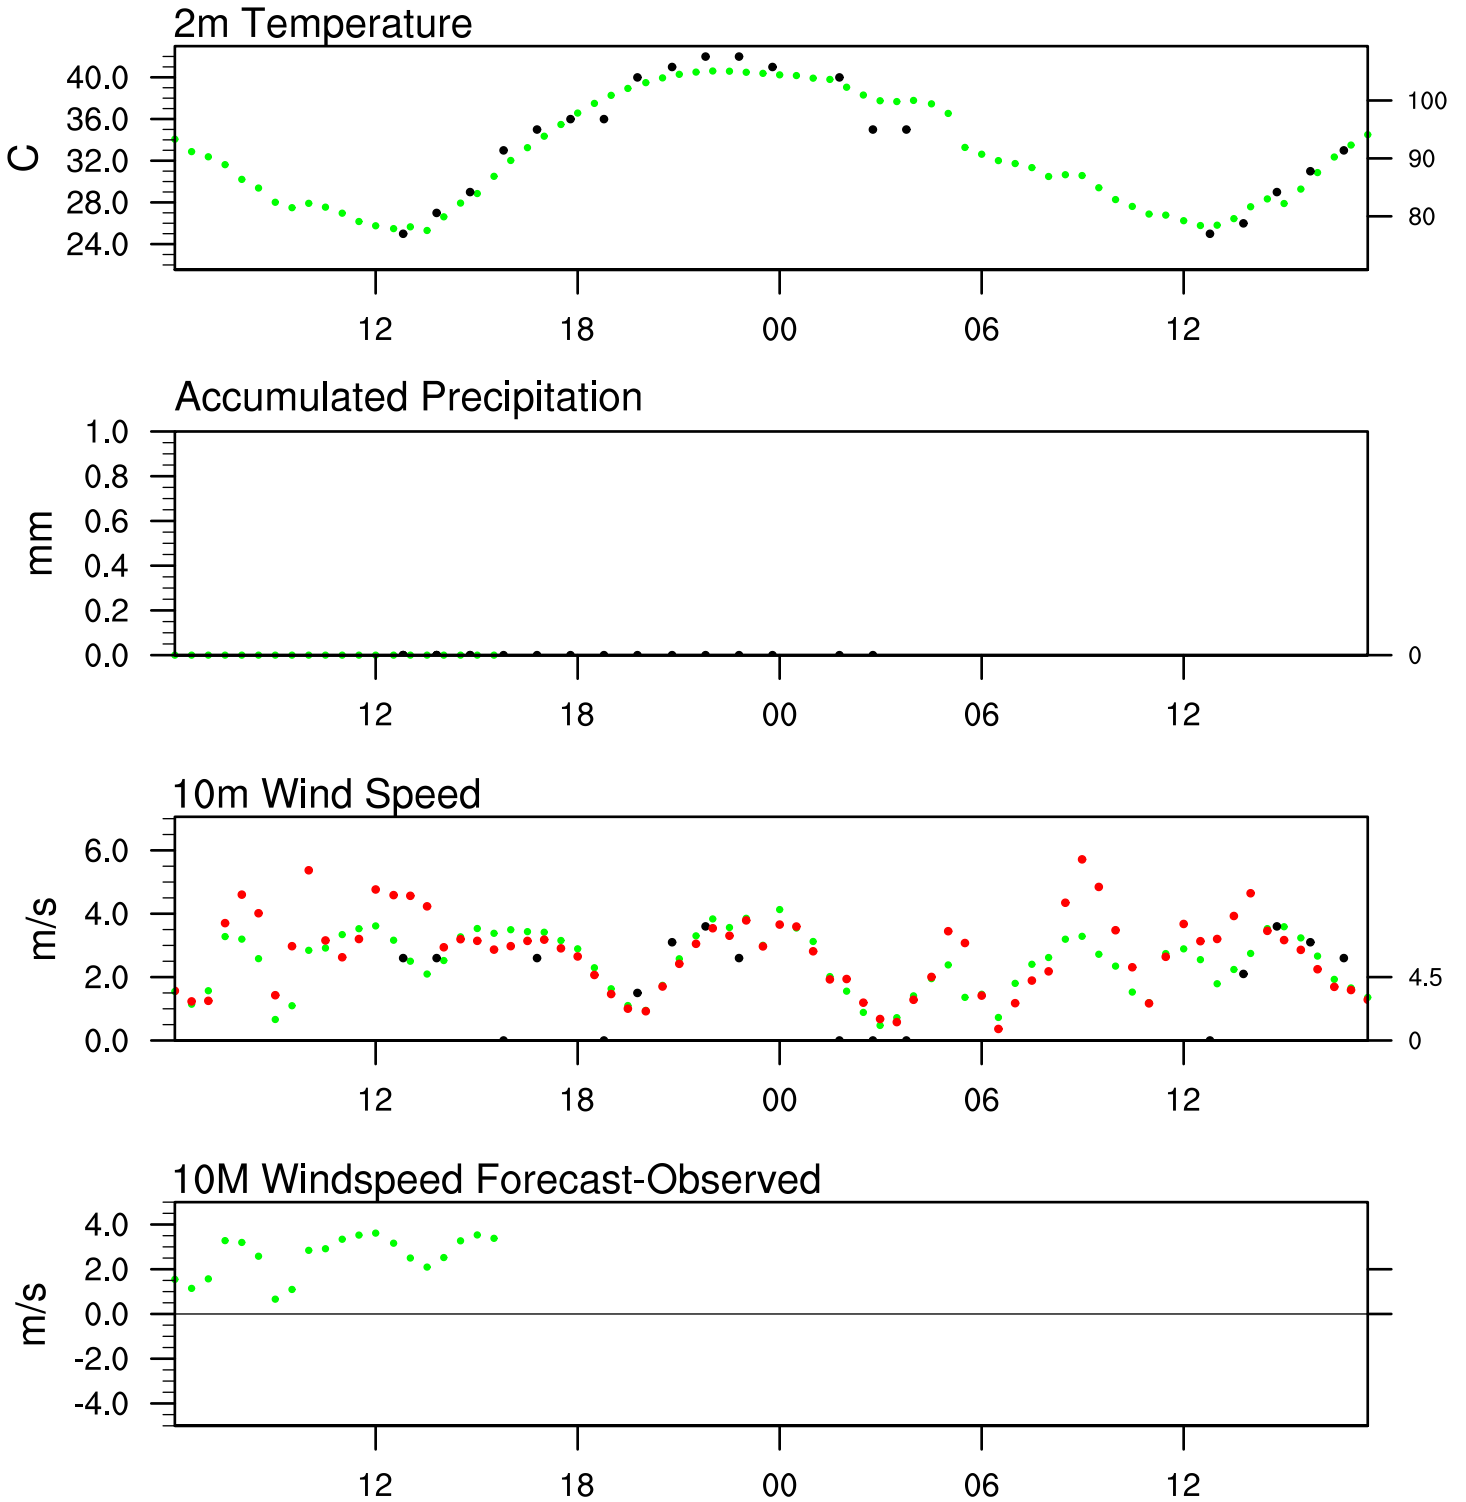 2m Temperature
40.0
36.0
32.0
28.0
24.0
C
100
90
80
12 18 00 06 12
Accumulated Precipitation
1.0
0.8
0.6
0.4
0.2
0.0
mm
0
12 18 00 06 12
10m Wind Speed
6.0
4.0
2.0
0.0
m/s
4.5
0
12 18 00 06 12
10M Windspeed Forecast-Observed
4.0
2.0
0.0
-2.0
-4.0
m/s
12 18 00 06 12